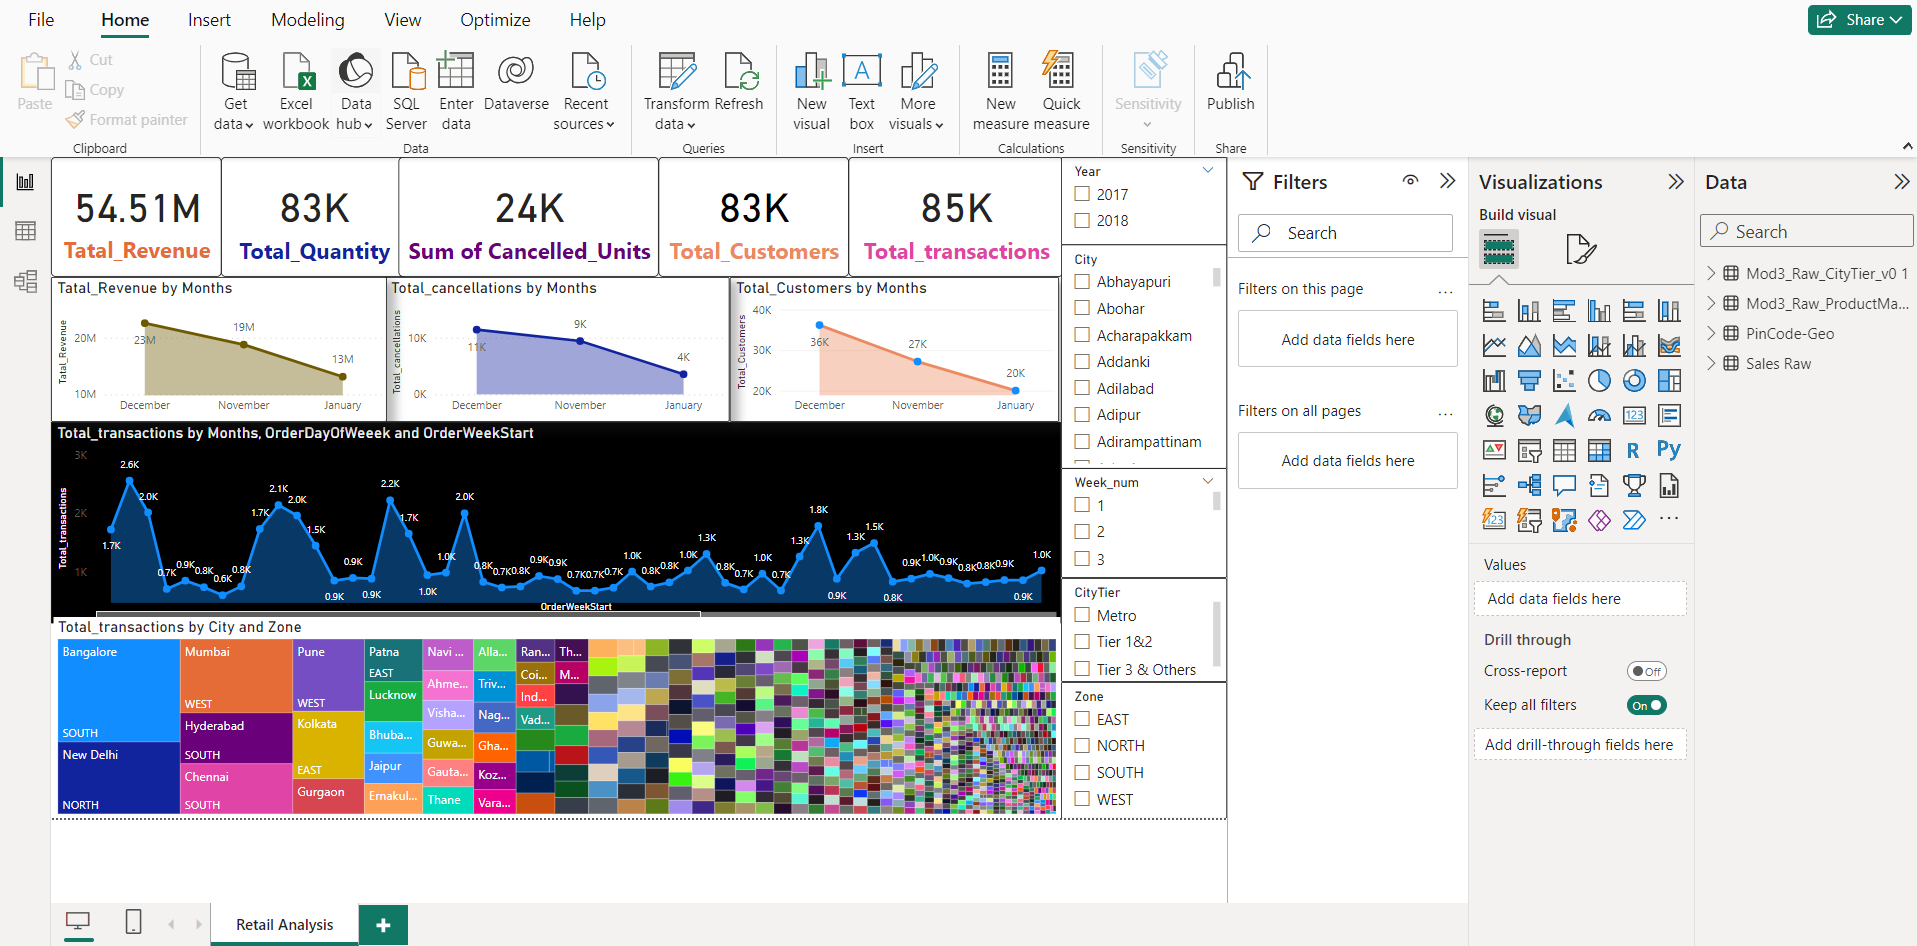 File Home Insert Modeling View Optimize Help Share
Paste
Cut
Copy
Format painter
Clipboard
Get data
Excel workbook
Data hub
SQL Server
Enter data
Dataverse
Recent sources
Data
Transform data
Refresh
Queries
New visual
Text box
More visuals
Insert
New measure
Quick measure
Calculations
Sensitivity
Sensitivity
Publish
Share
54.51M
Tatal_Revenue
83K
Total_Quantity
24K
Sum of Cancelled_Units
83K
Total_Customers
85K
Total_transactions
Tatal_Revenue by Months
Tatal_Revenue
20M
10M
23M
19M
13M
December November January
Total_cancellations by Months
Total_cancellations
10K
0K
11K
9K
4K
December November January
Total_Customers by Months
Total_Customers
40K
30K
20K
36K
27K
20K
December November January
Total_transactions by Months, OrderDayOfWeeek and OrderWeekStart
Total_transactions
3K
2K
1K
1.7K 2.6K 2.0K 0.7K 0.9K 0.8K 0.6K 0.8K 1.7K 2.1K 2.0K 1.5K 0.9K 0.9K 0.9K 2.2K 1.7K 1.0K 1.0K 2.0K 0.8K 0.7K 0.8K 0.9K 0.9K 0.7K 0.7K 0.7K 1.0K 0.8K 0.8K 1.0K 1.3K 0.8K 0.7K 1.0K 0.7K 1.3K 1.8K 0.9K 1.3K 1.5K 0.8K 0.9K 1.0K 0.9K 0.8K 0.8K 0.9K 0.9K 1.0K
OrderWeekStart
Total_transactions by City and Zone
Bangalore
SOUTH
New Delhi
NORTH
Mumbai
WEST
Hyderabad
SOUTH
Chennai
SOUTH
Pune
WEST
Kolkata
EAST
Gurgaon
Patna
EAST
Lucknow
Bhuba...
Jaipur
Ernakul...
Navi ...
Ahme...
Visha...
Guwa...
Gauta...
Thane
Alla...
Triv...
Nag...
Gha...
Koz...
Vara...
Ran...
Coi...
Ind...
Vad...
Th...
M...
Year
2017
2018
City
Abhayapuri
Abohar
Acharapakkam
Addanki
Adilabad
Adipur
Adirampattinam
Week_num
1
2
3
CityTier
Metro
Tier 1&2
Tier 3 & Others
Zone
EAST
NORTH
SOUTH
WEST
Filters
Search
Filters on this page ...
Add data fields here
Filters on all pages ...
Add data fields here
Visualizations
Build visual
123
R
Py
123
...
Values
Add data fields here
Drill through
Cross-report Off
Keep all filters On
Add drill-through fields here
Data
Search
Mod3_Raw_CityTier_v0 1
Mod3_Raw_ProductMa...
PinCode-Geo
Sales Raw
Retail Analysis